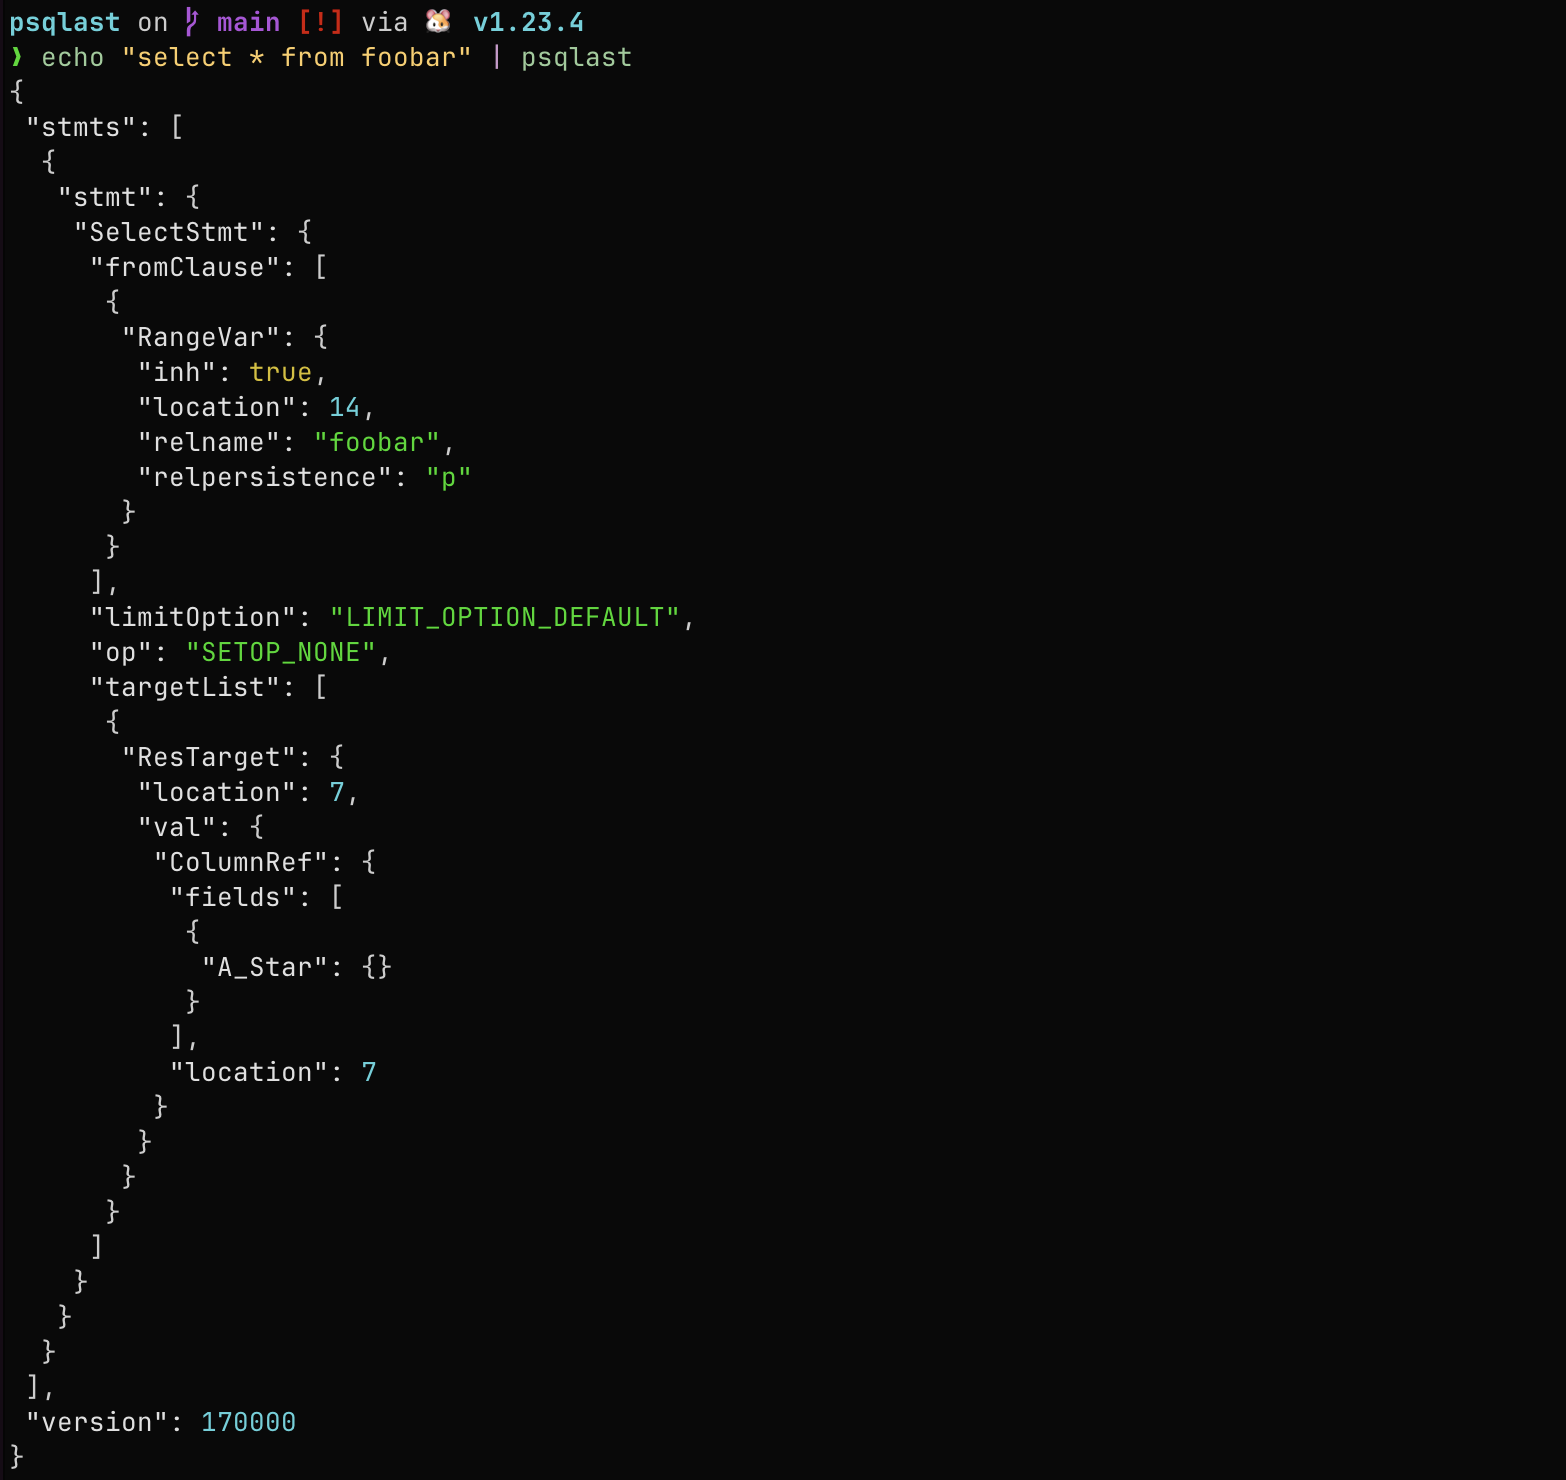 psqlast on main [!] via 🐹 v1.23.4
❯ echo "select * from foobar" | psqlast
{
 "stmts": [
  {
   "stmt": {
    "SelectStmt": {
     "fromClause": [
      {
       "RangeVar": {
        "inh": true,
        "location": 14,
        "relname": "foobar",
        "relpersistence": "p"
       }
      }
     ],
     "limitOption": "LIMIT_OPTION_DEFAULT",
     "op": "SETOP_NONE",
     "targetList": [
      {
       "ResTarget": {
        "location": 7,
        "val": {
         "ColumnRef": {
          "fields": [
           {
            "A_Star": {}
           }
          ],
          "location": 7
         }
        }
       }
      }
     ]
    }
   }
  }
 ],
 "version": 170000
}